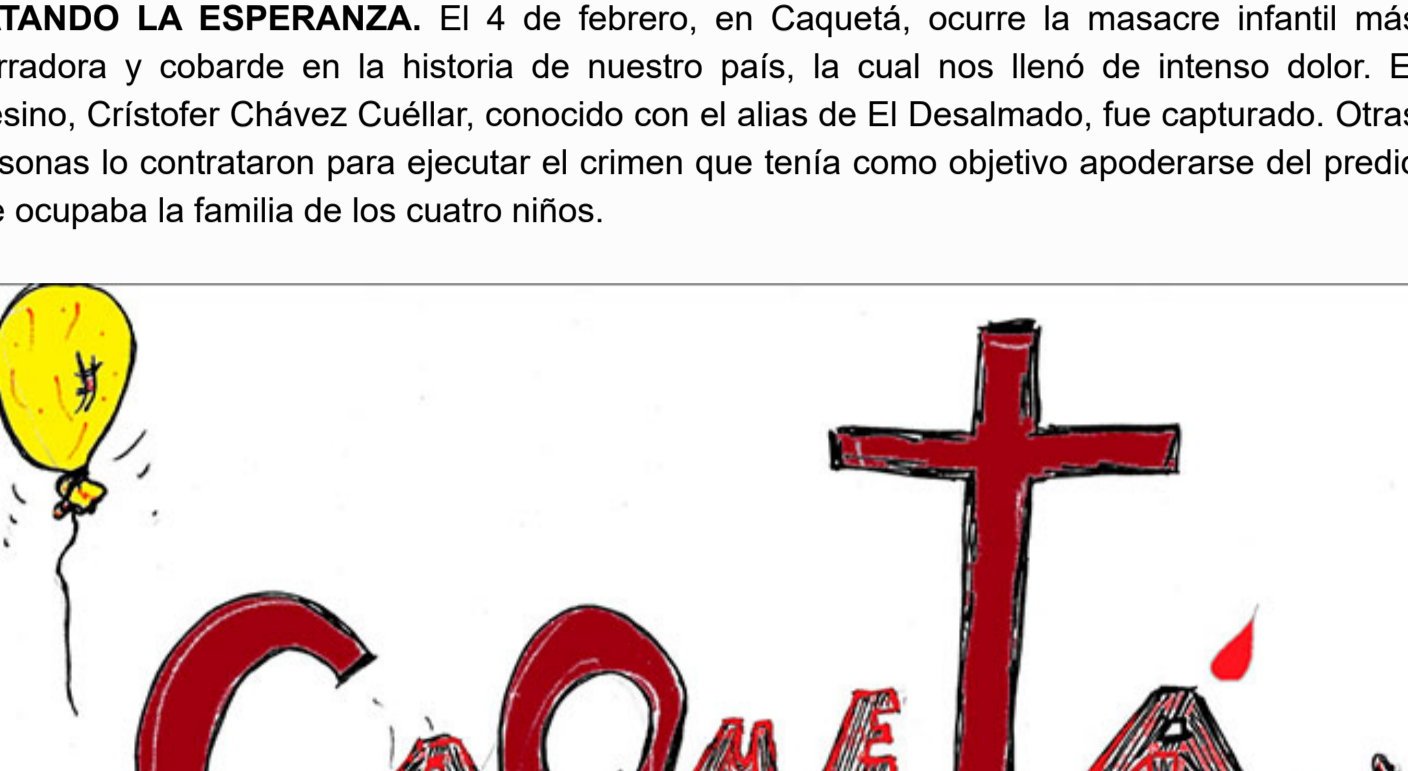 TANDO LA ESPERANZA. El 4 de febrero, en Caquetá, ocurre la masacre infantil más
rradora y cobarde en la historia de nuestro país, la cual nos llenó de intenso dolor. E
esino, Crístofer Chávez Cuéllar, conocido con el alias de El Desalmado, fue capturado. Otras
sonas lo contrataron para ejecutar el crimen que tenía como objetivo apoderarse del predio
e ocupaba la familia de los cuatro niños.
CaQuETá